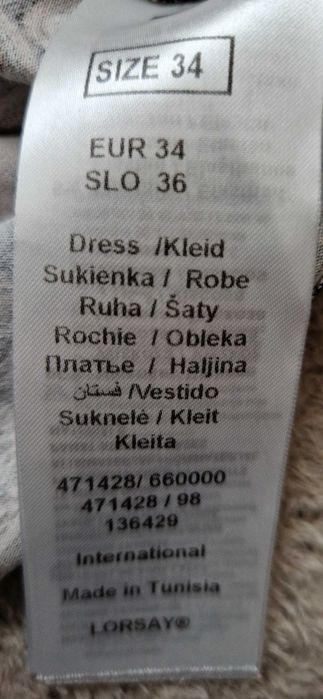 SIZE 34
EUR 34
SLO 36
Dress /Kleid
Sukienka / Robe
Ruha / Šaty
Rochie / Obleka
Платье / Haljina
فستان /Vestido
Suknelė / Kleit
Kleita
471428/ 660000
471428 / 98
136429
International
Made in Tunisia
LORSAY®